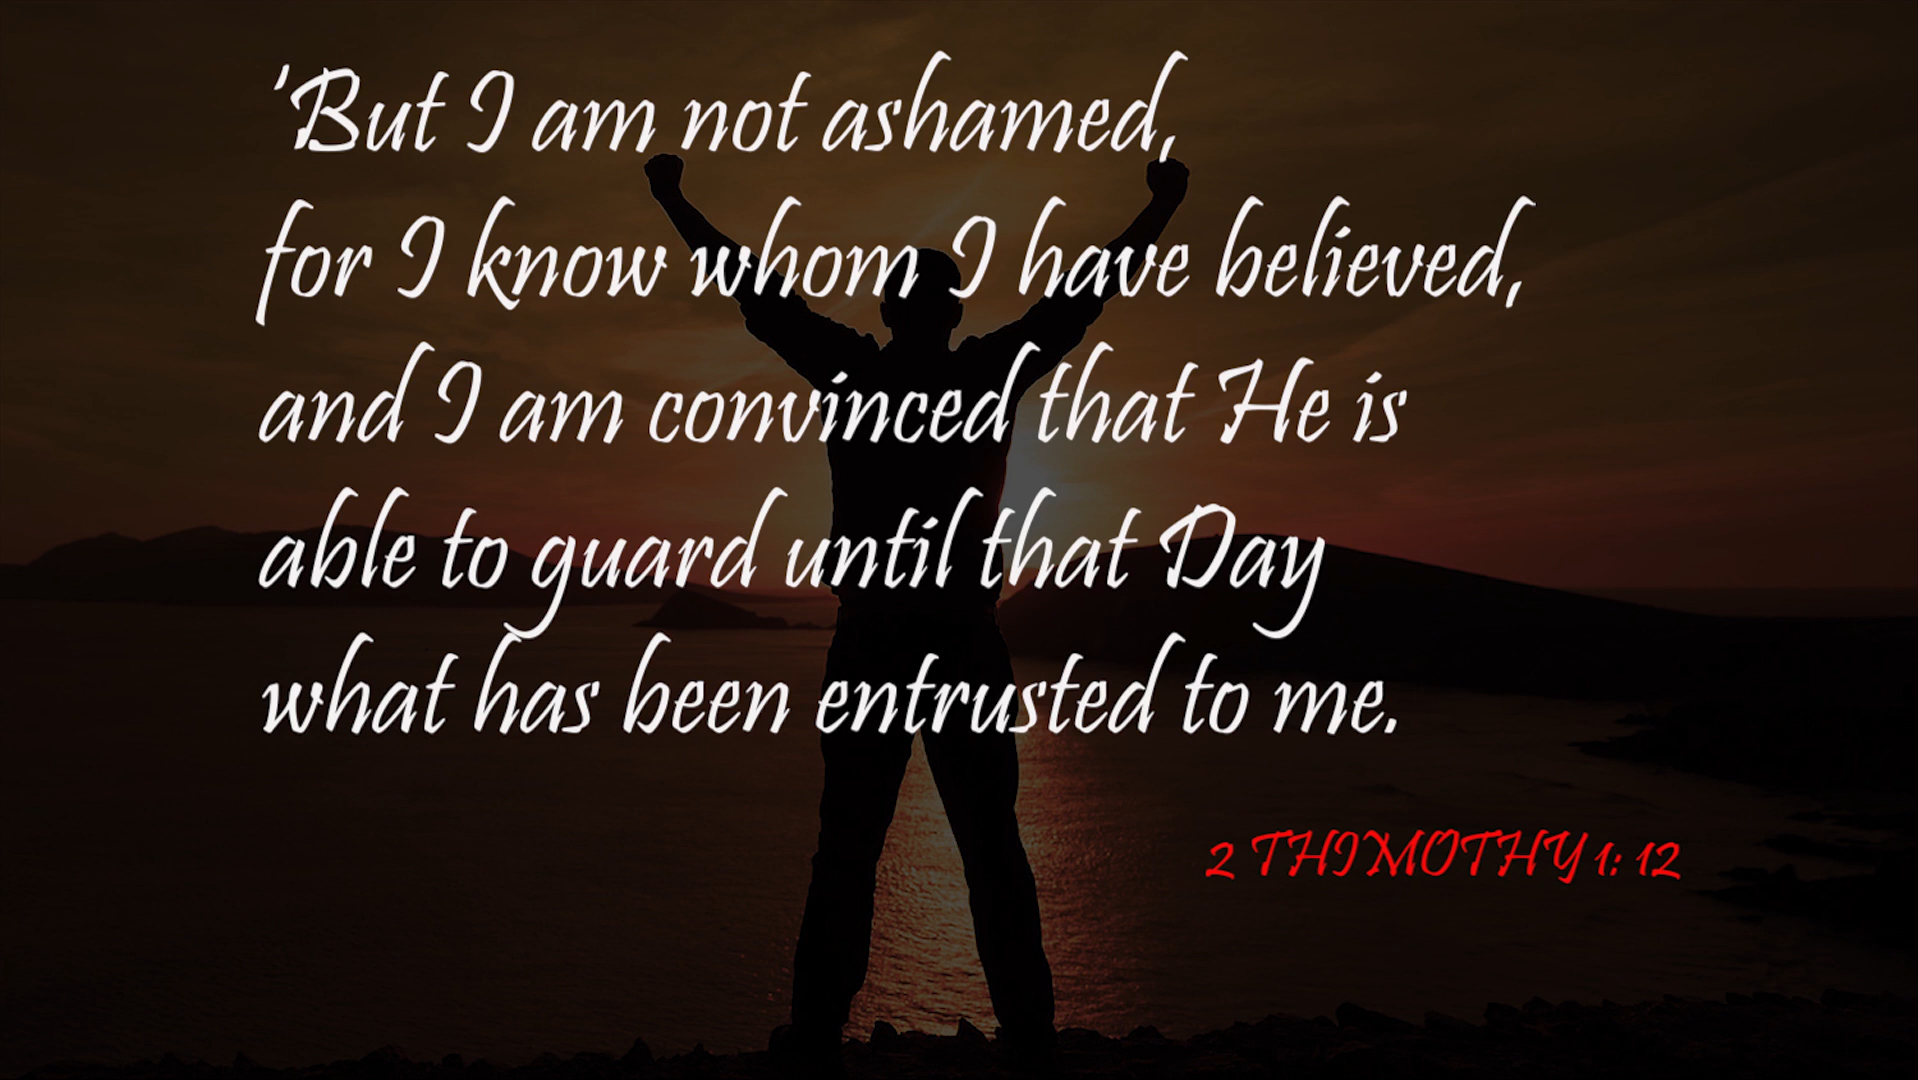 'But I am not ashamed,
for I know whom I have believed,
and I am convinced that He is
able to guard until that Day
what has been entrusted to me.
2 THIMOTHY 1: 12